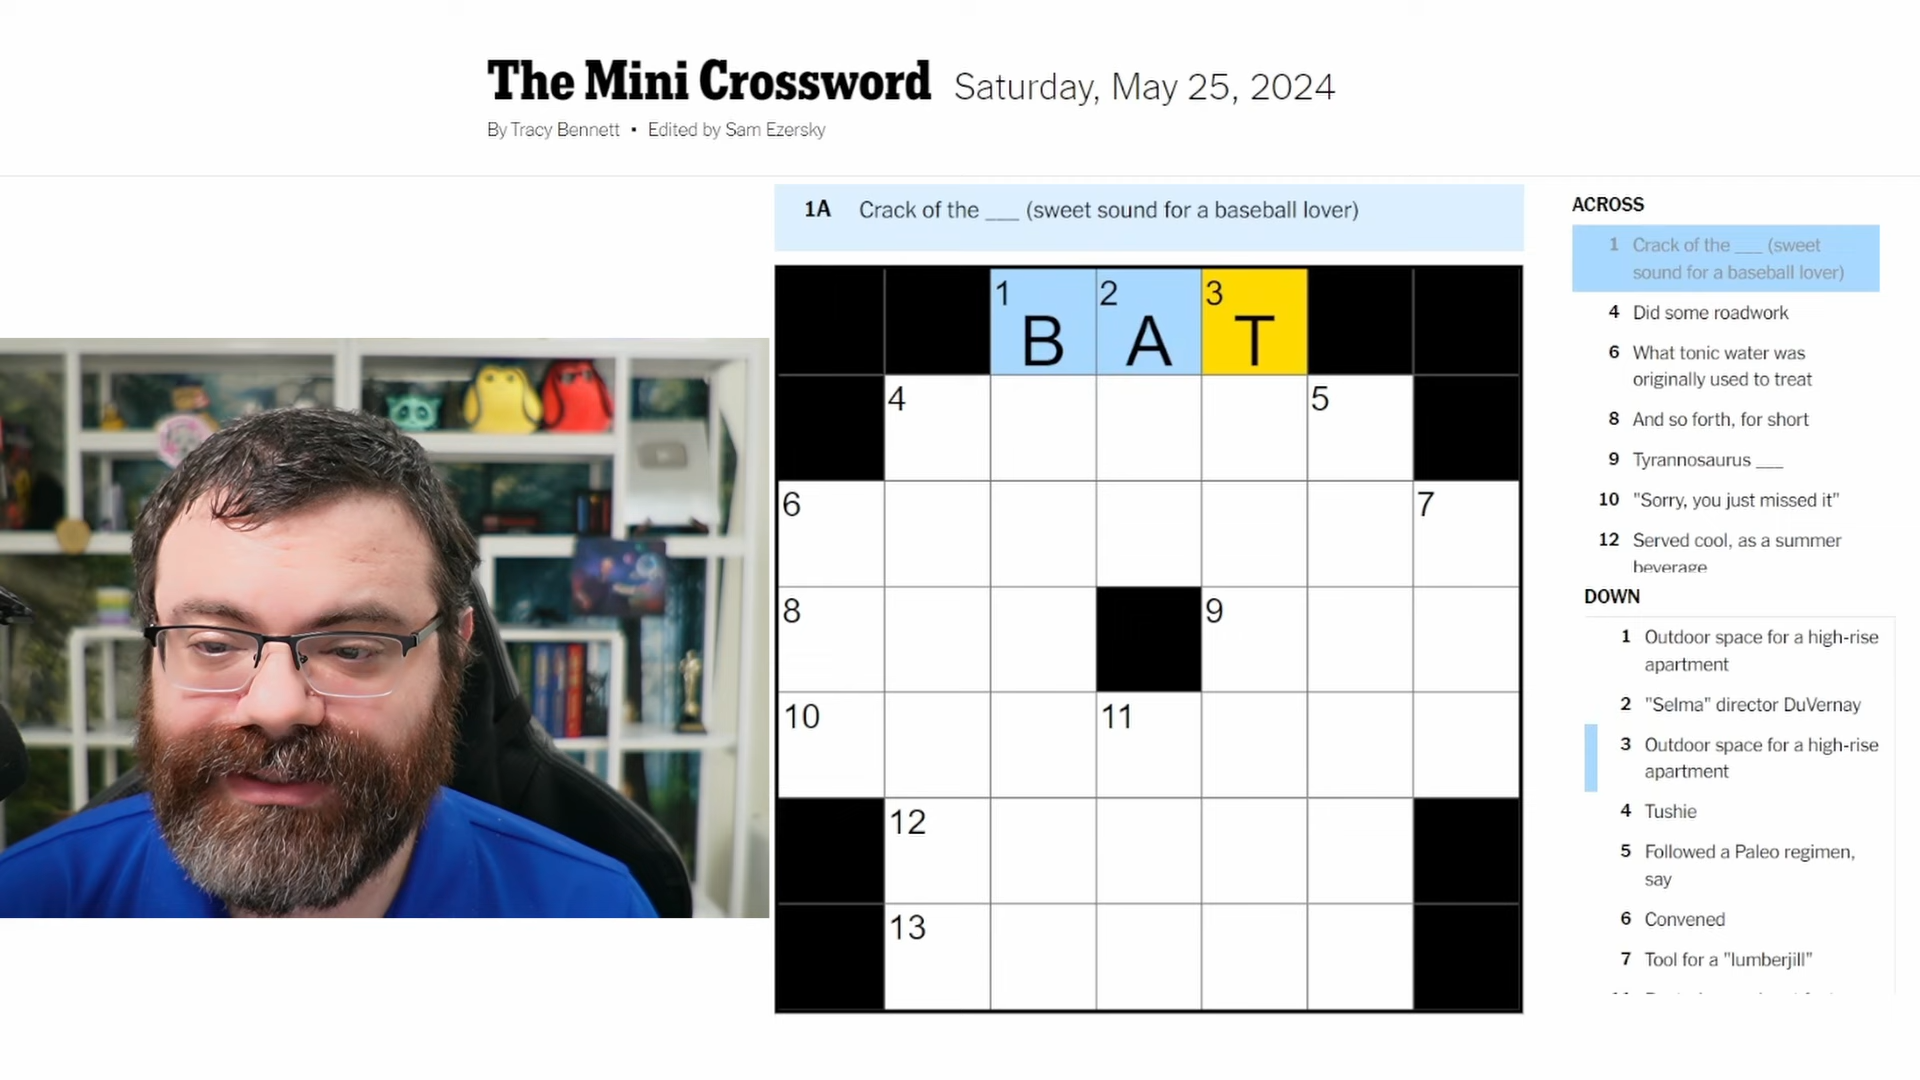 The Mini Crossword Saturday, May 25, 2024
By Tracy Bennett • Edited by Sam Ezersky
1A Crack of the ___ (sweet sound for a baseball lover)
1 2 3
B A T
4 5
6 7
8 9
10 11
12
13
ACROSS
1 Crack of the ___ (sweet
sound for a baseball lover)
4 Did some roadwork
6 What tonic water was
originally used to treat
8 And so forth, for short
9 Tyrannosaurus ___
10 "Sorry, you just missed it"
12 Served cool, as a summer
beverage
DOWN
1 Outdoor space for a high-rise
apartment
2 "Selma" director DuVernay
3 Outdoor space for a high-rise
apartment
4 Tushie
5 Followed a Paleo regimen,
say
6 Convened
7 Tool for a "lumberjill"